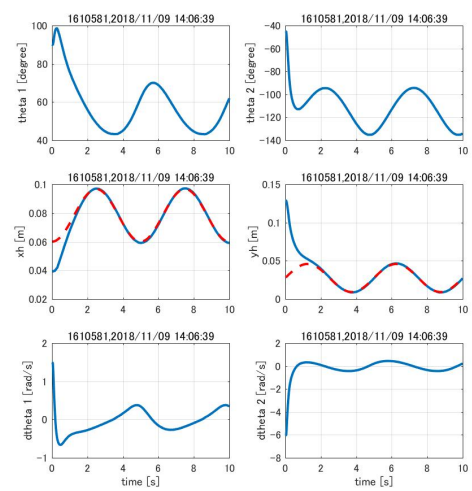 1610581,2018/11/09 14:06:39
theta 1 [degree]
100
80
60
40
0 2 4 6 8 10
1610581,2018/11/09 14:06:39
theta 2 [degree]
-40
-60
-80
-100
-120
-140
0 2 4 6 8 10
1610581,2018/11/09 14:06:39
xh [m]
0.1
0.08
0.06
0.04
0.02
0 2 4 6 8 10
1610581,2018/11/09 14:06:39
yh [m]
0.15
0.1
0.05
0
0 2 4 6 8 10
1610581,2018/11/09 14:06:39
dtheta 1 [rad/s]
2
1
0
-1
0 2 4 6 8 10
time [s]
1610581,2018/11/09 14:06:39
dtheta 2 [rad/s]
2
0
-2
-4
-6
-8
0 2 4 6 8 10
time [s]